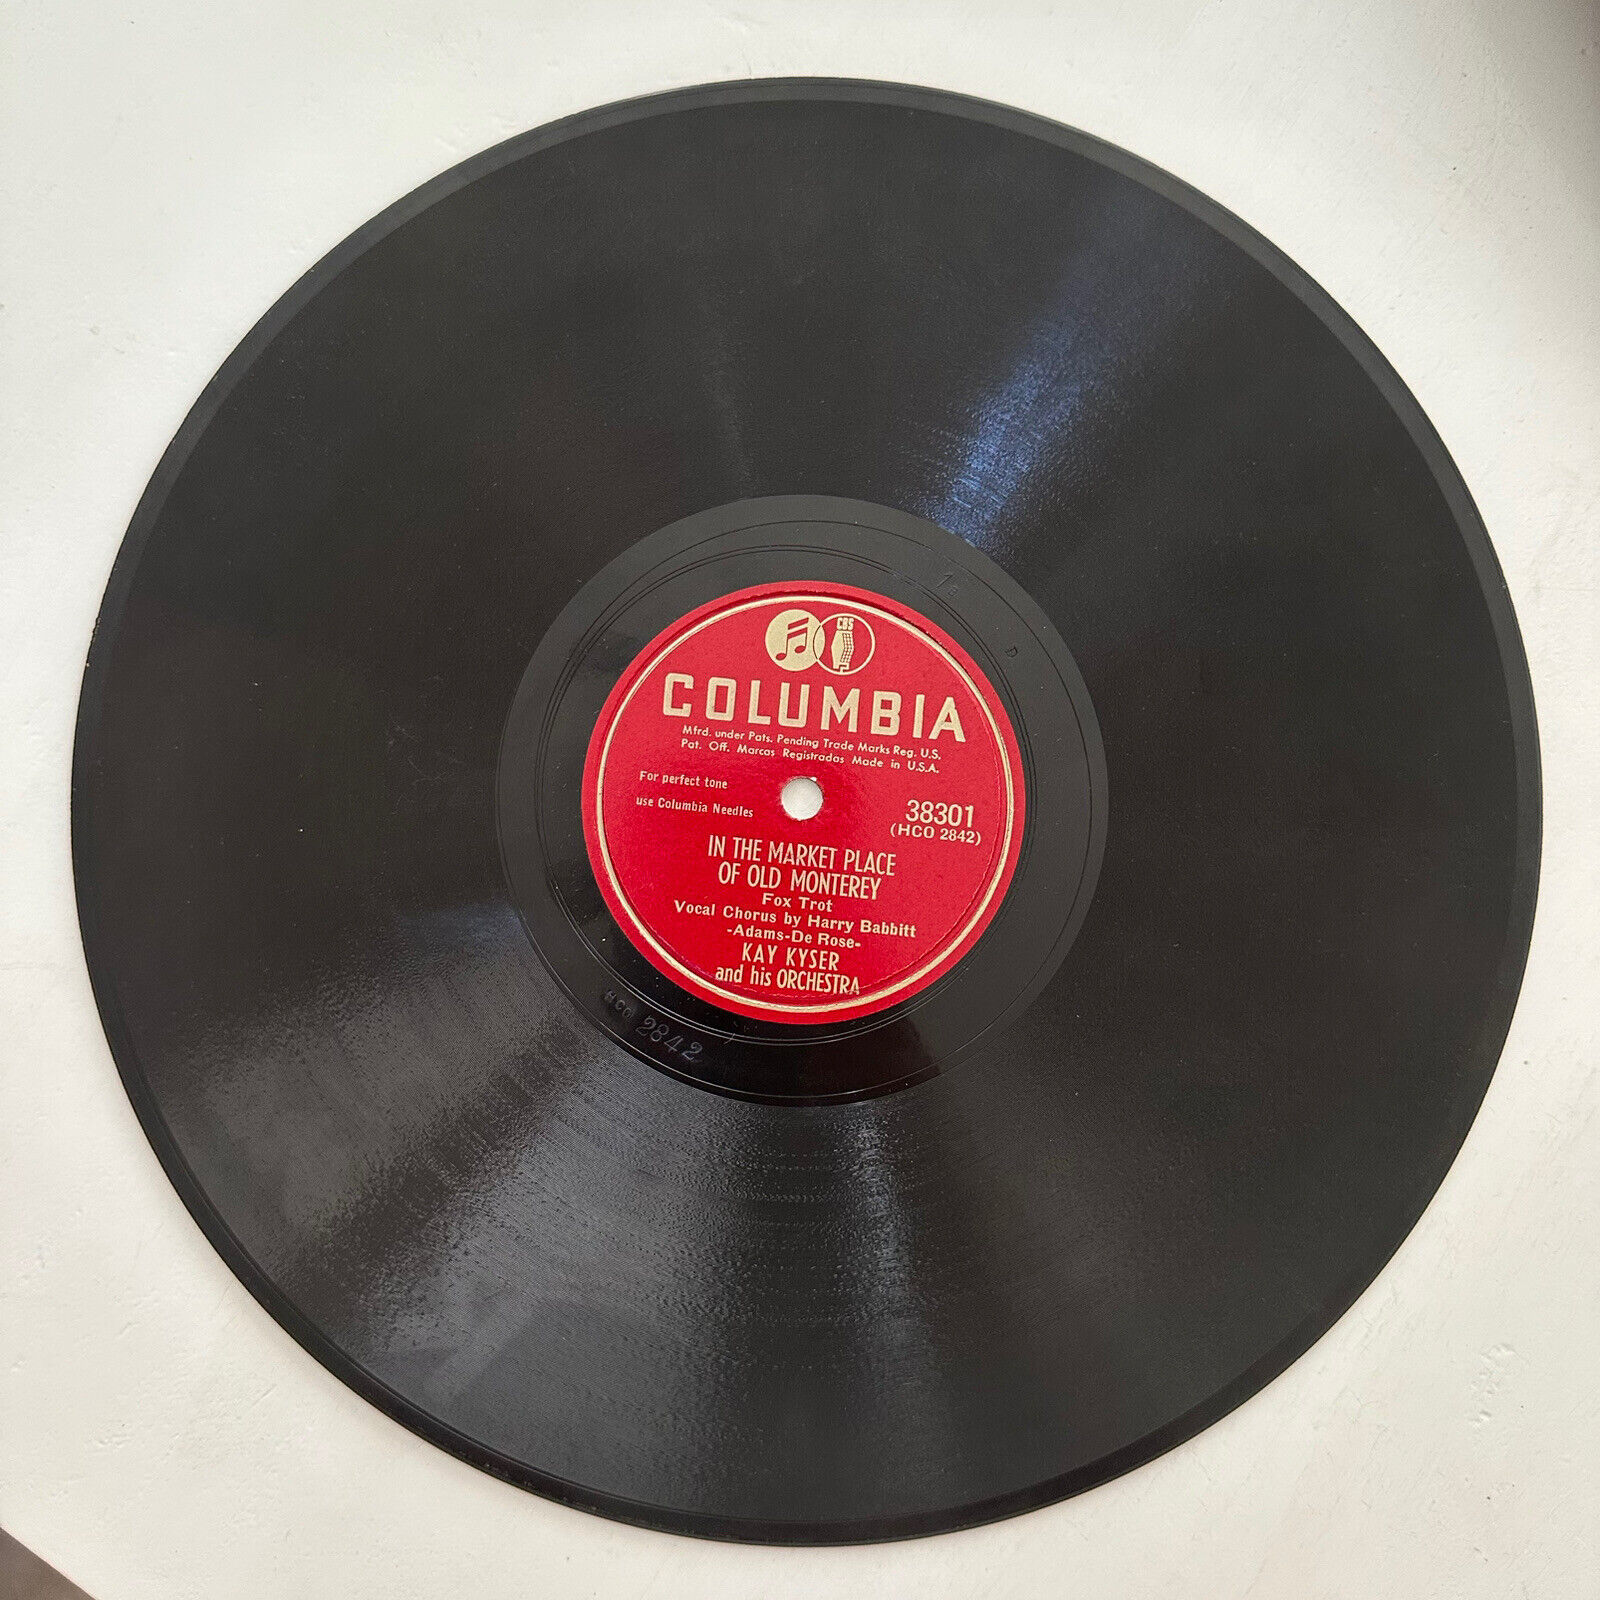 1a
D
CBS
COLUMBIA
Mfrd. under Pats. Pending Trade Marks Reg. U.S.
Pat. Off. Marcas Registradas Made in U.S.A.
For perfect tone
use Columbia Needles
38301
(HCO 2842)
IN THE MARKET PLACE
OF OLD MONTEREY
Fox Trot
Vocal Chorus by Harry Babbitt
-Adams-De Rose-
KAY KYSER
and his ORCHESTRA
HCO 2842